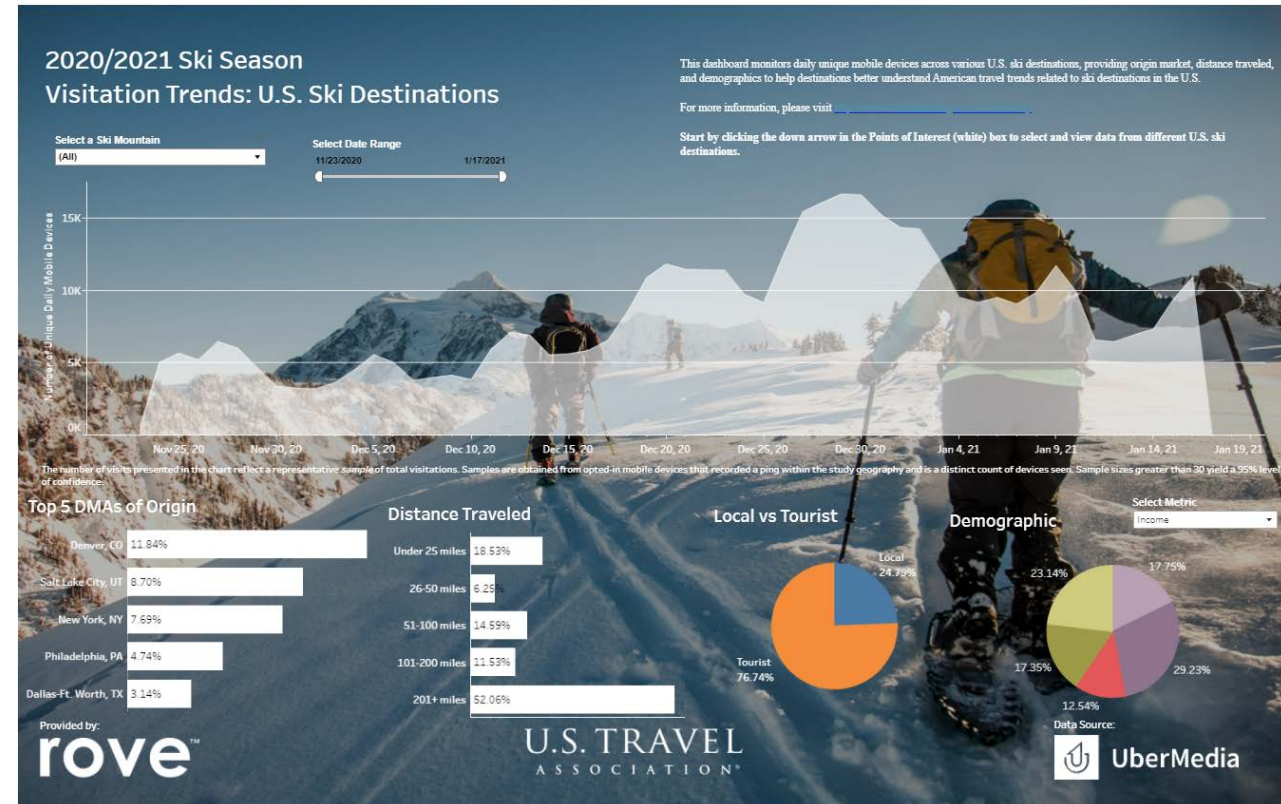 2020/2021 Ski Season
Visitation Trends: U.S. Ski Destinations
This dashboard monitors daily unique mobile devices across various U.S. ski destinations, providing origin market, distance traveled,
and demographics to help destinations better understand American travel trends related to ski destinations in the U.S.
For more information, please visit
Start by clicking the down arrow in the Points of Interest (white) box to select and view data from different U.S. ski
destinations.
Select a Ski Mountain
(All)
Select Date Range
11/23/2020 1/17/2021
Number of Unique Daily Mobile Devices
15K
10K
5K
0K
Nov 25, 20 Nov 30, 20 Dec 5, 20 Dec 10, 20 Dec 15, 20 Dec 20, 20 Dec 25, 20 Dec 30, 20 Jan 4, 21 Jan 9, 21 Jan 14, 21 Jan 19, 21
The number of visits presented in the chart reflect a representative sample of total visitations. Samples are obtained from opted-in mobile devices that recorded a ping within the study geography and is a distinct count of devices seen. Sample sizes greater than 30 yield a 95% level
of confidence.
Top 5 DMAs of Origin
Denver, CO 11.84%
Salt Lake City, UT 8.70%
New York, NY 7.69%
Philadelphia, PA 4.74%
Dallas-Ft. Worth, TX 3.14%
Distance Traveled
Under 25 miles 18.53%
26-50 miles 6.25%
51-100 miles 14.59%
101-200 miles 11.53%
201+ miles 52.06%
Local vs Tourist
Local
24.79%
Tourist
76.74%
Demographic
Select Metric
Income
23.14%
17.75%
17.35%
29.23%
12.54%
Provided by:
rove™
U.S. TRAVEL
ASSOCIATION®
Data Source:
UberMedia